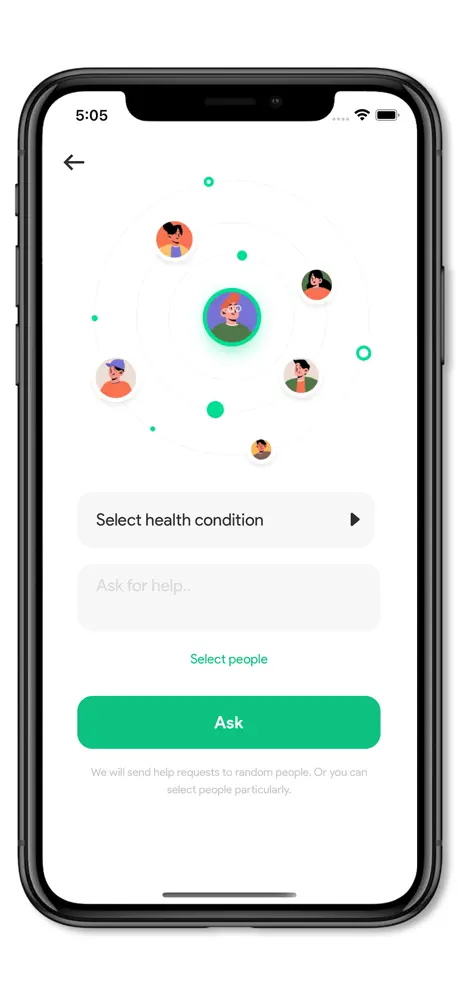 5:05
Select health condition
Ask for help..
Select people
Ask
We will send help requests to random people. Or you can
select people particularly.